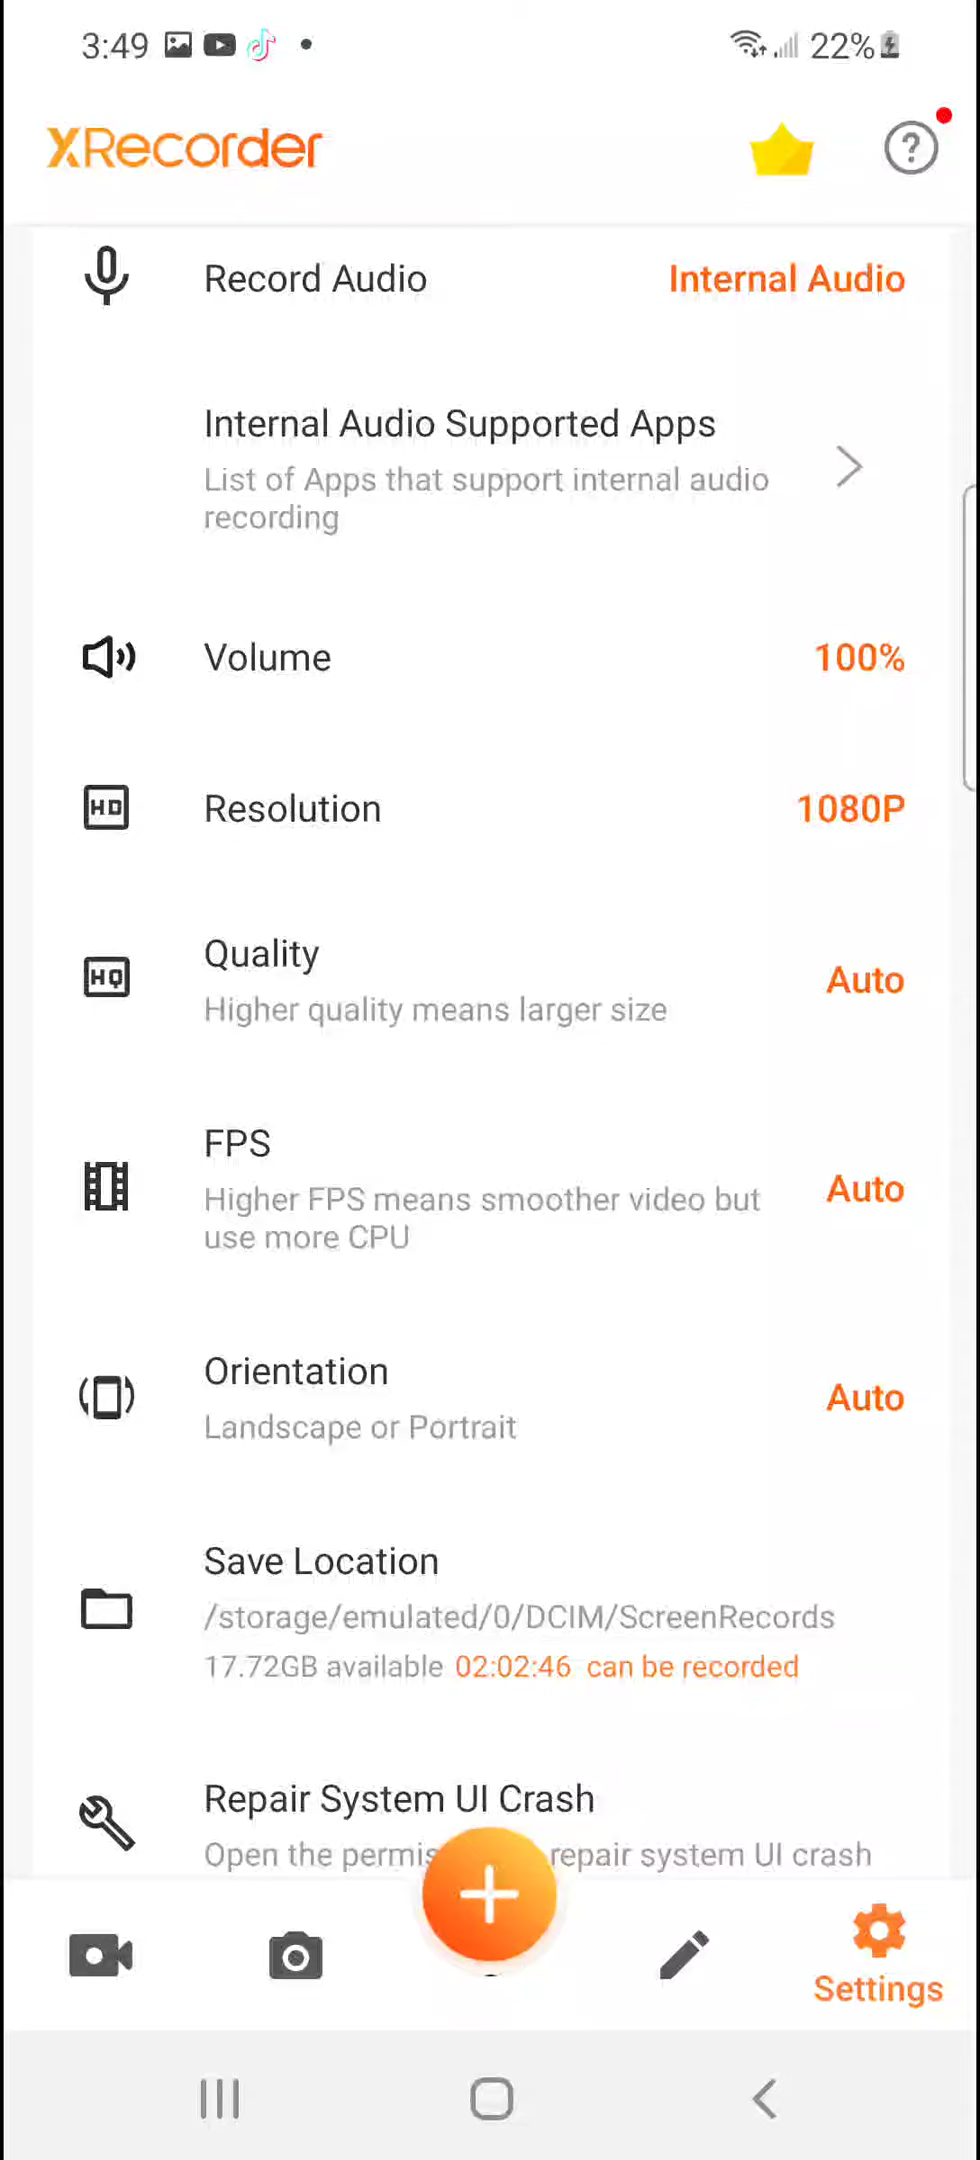 3:49
22%
XRecorder
Record Audio
Internal Audio
Internal Audio Supported Apps
List of Apps that support internal audio
recording
Volume
100%
HD
Resolution
1080P
Quality
HQ
Auto
Higher quality means larger size
FPS
Higher FPS means smoother video but
use more CPU
Auto
Orientation
Auto
Landscape or Portrait
Save Location
/storage/emulated/0/DCIM/ScreenRecords
17.72GB available 02:02:46 can be recorded
Repair System UI Crash
Open the repair system UI crash
Settings